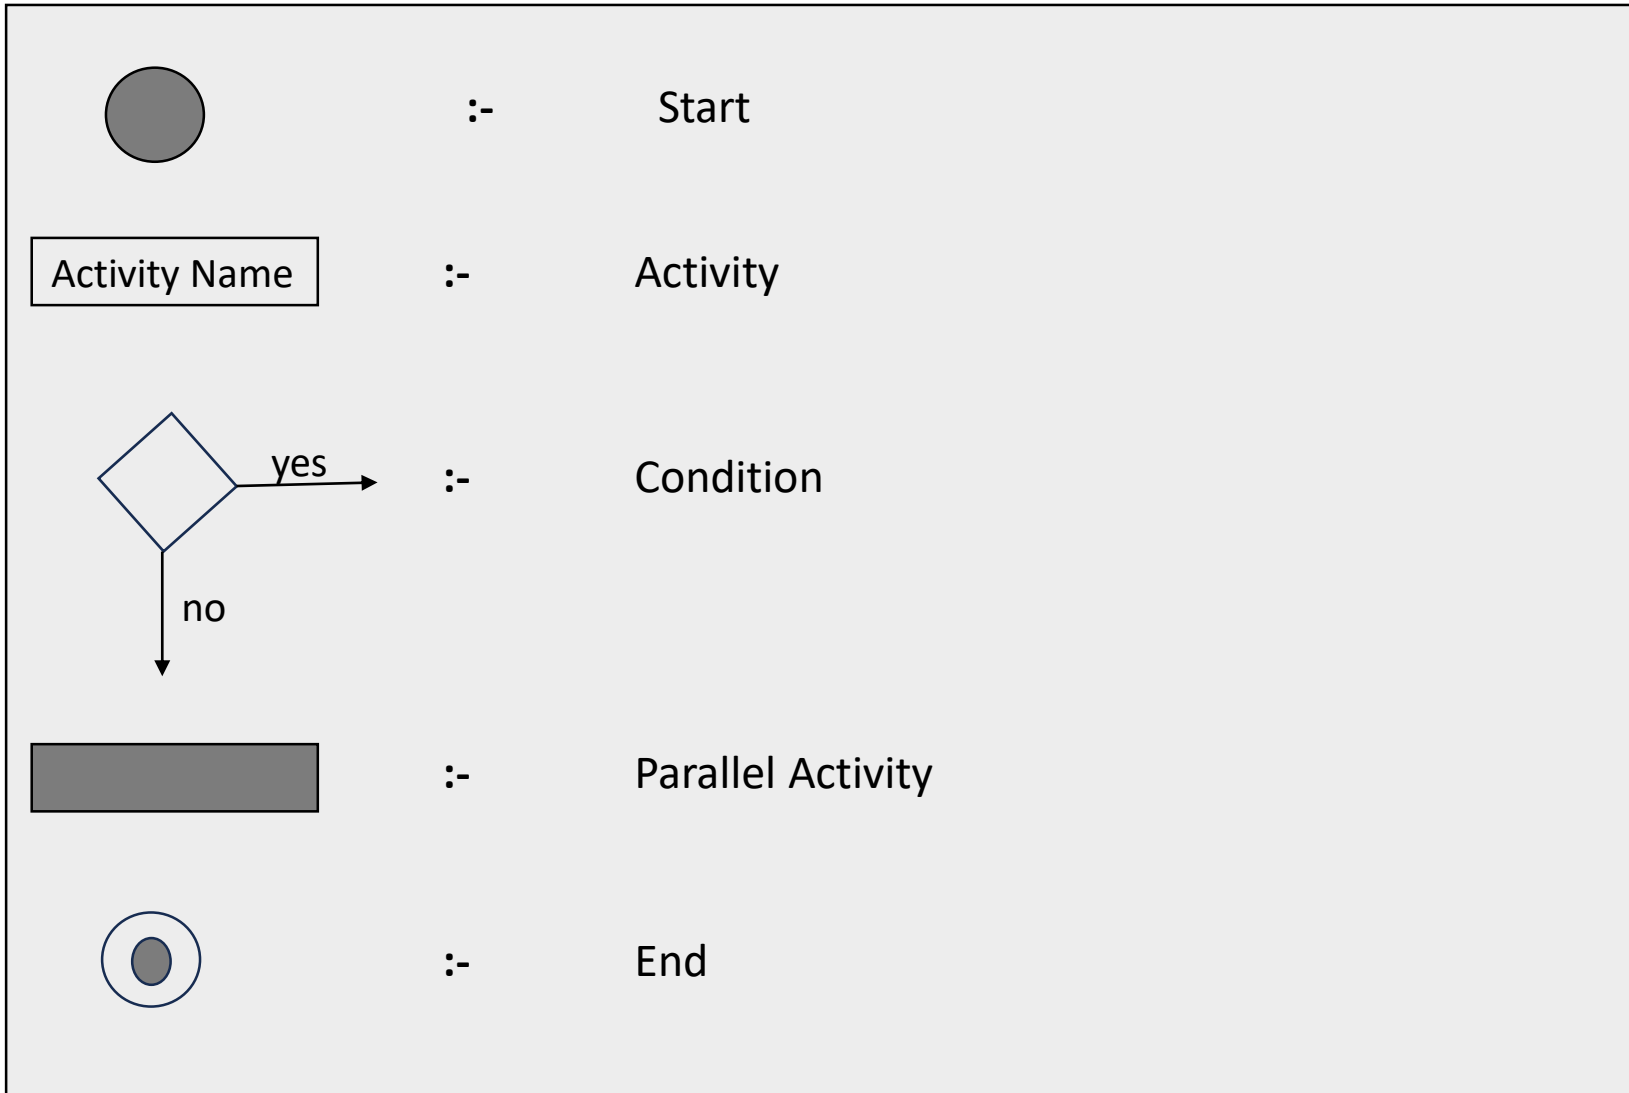 :- Start
Activity Name :- Activity
yes :- Condition
no
:- Parallel Activity
:- End